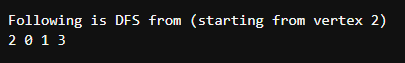 Following is DFS from (starting from vertex 2)
2 0 1 3